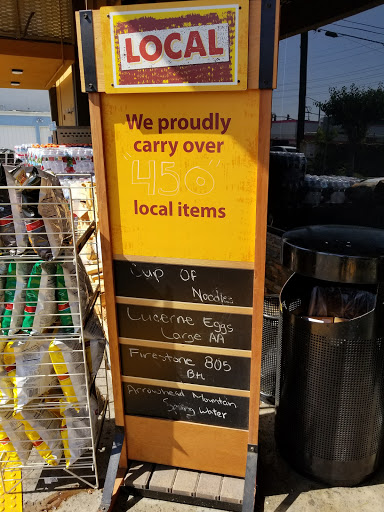 LOCAL
We proudly
carry over
"450"
local items
Cup Of
Noodles
Lucerne Eggs
Large AA
Firestone 805
BH
Arrowhead Mountain
Spring Water